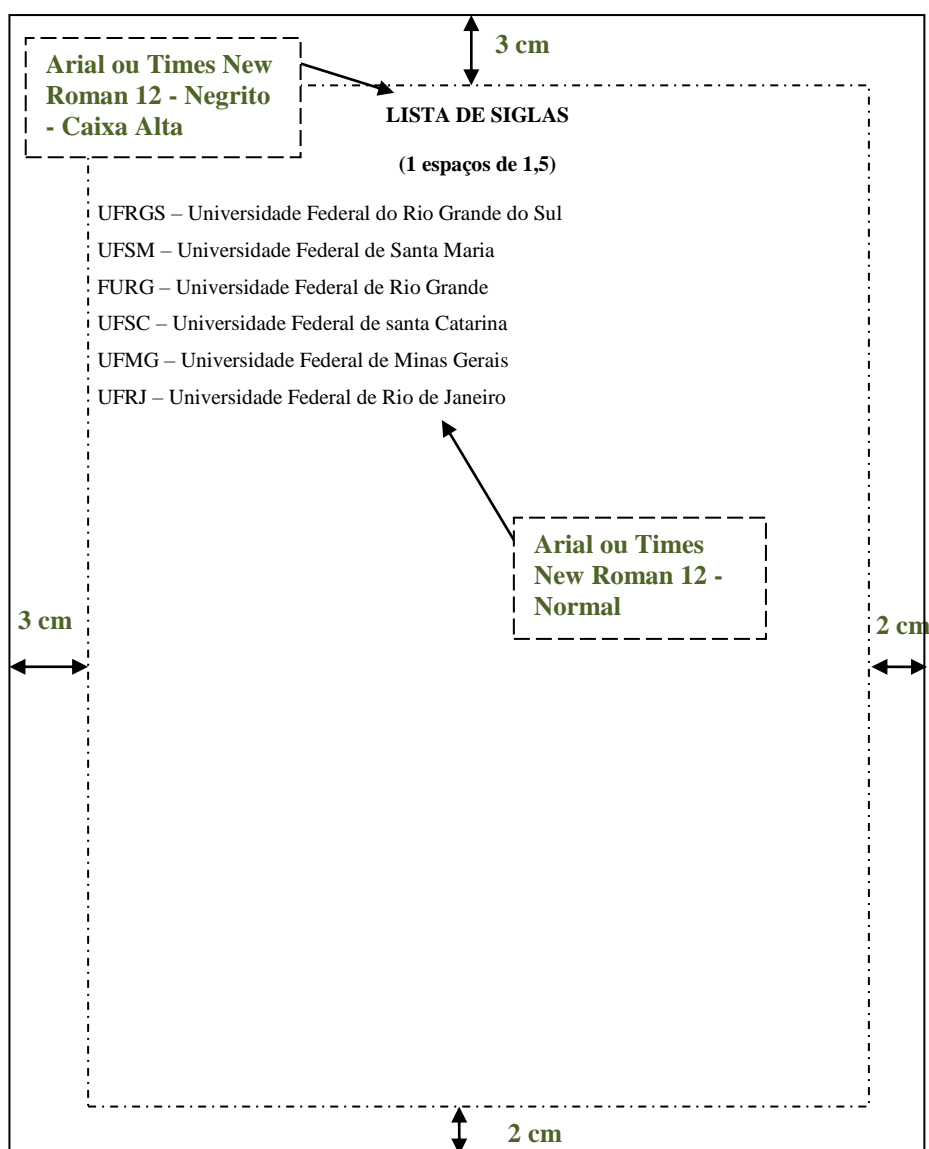 3 cm
Arial ou Times New
Roman 12 - Negrito
- Caixa Alta
LISTA DE SIGLAS
(1 espaços de 1,5)
UFRGS – Universidade Federal do Rio Grande do Sul
UFSM – Universidade Federal de Santa Maria
FURG – Universidade Federal de Rio Grande
UFSC – Universidade Federal de santa Catarina
UFMG – Universidade Federal de Minas Gerais
UFRJ – Universidade Federal de Rio de Janeiro
Arial ou Times
New Roman 12 -
Normal
3 cm
2 cm
2 cm